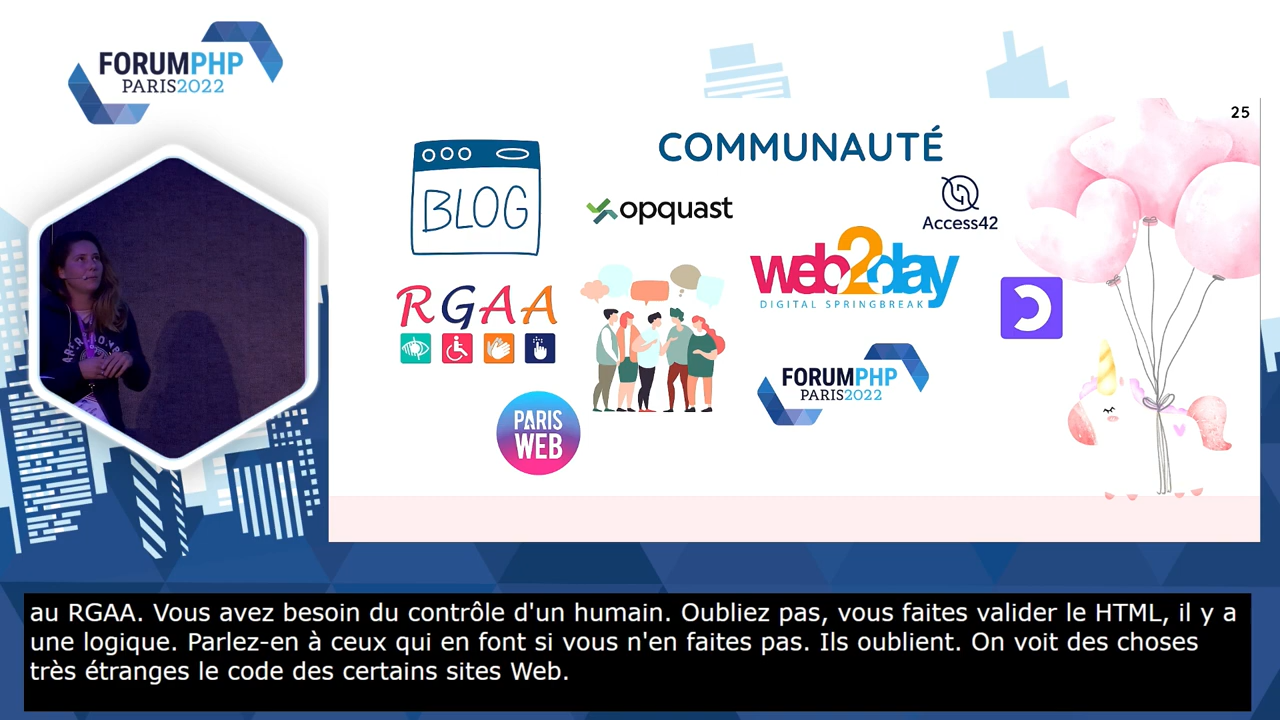 FORUMPHP
PARIS2022
25
COMMUNAUTÉ
BLOG
opquast
Access42
web2day
DIGITAL SPRINGBREAK
RGAA
FORUMPHP
PARIS2022
PARIS
WEB
au RGAA. Vous avez besoin du contrôle d'un humain. Oubliez pas, vous faites valider le HTML, il y a
une logique. Parlez-en à ceux qui en font si vous n'en faites pas. Ils oublient. On voit des choses
très étranges le code des certains sites Web.